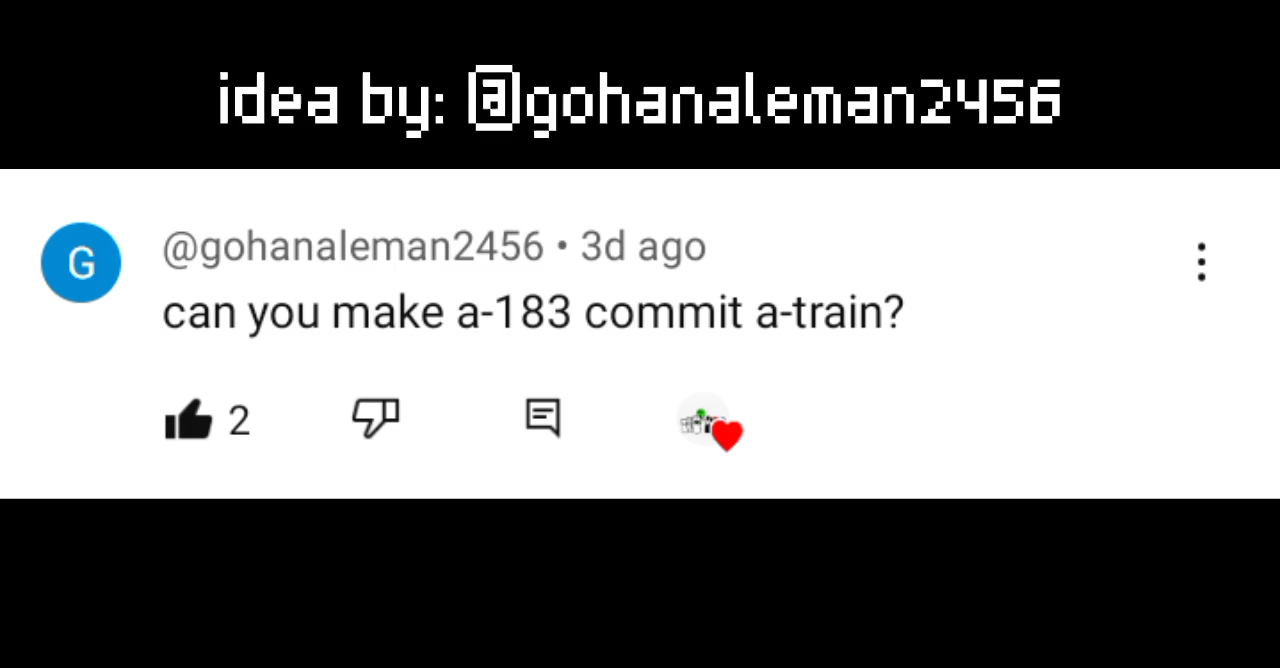 idea by: @gohanaleman2456
G
@gohanaleman2456 • 3d ago
can you make a-183 commit a-train?
2